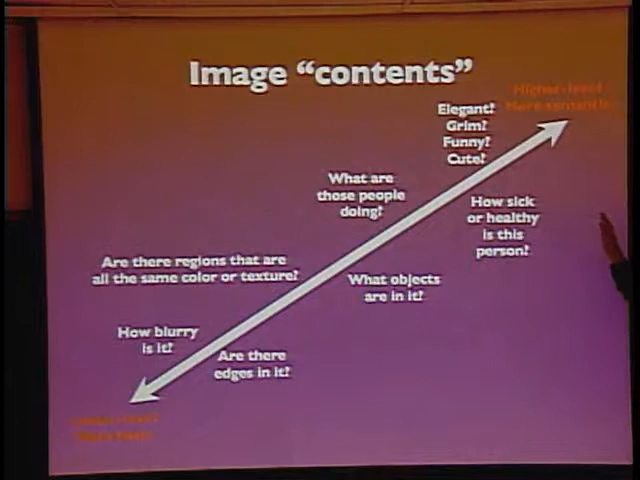 Image “contents”
Higher-level
More semantic
Elegant?
Grim?
Funny?
Cute?
What are
those people
doing?
How sick
or healthy
is this
person?
Are there regions that are
all the same color or texture?
What objects
are in it?
How blurry
is it?
Are there
edges in it?